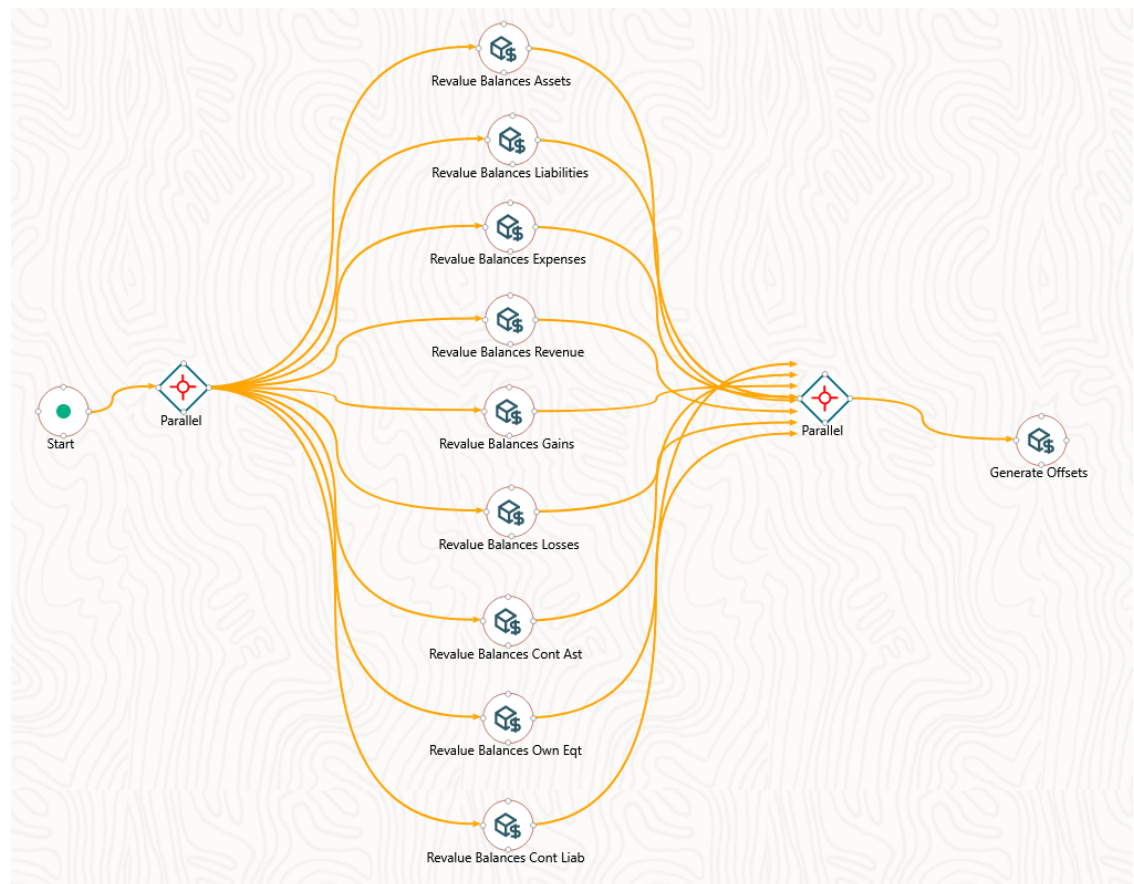 Revalue Balances Assets
Revalue Balances Liabilities
Revalue Balances Expenses
Revalue Balances Revenue
Start
Parallel
Revalue Balances Gains
Parallel
Generate Offsets
Revalue Balances Losses
Revalue Balances Cont Ast
Revalue Balances Own Eqt
Revalue Balances Cont Liab